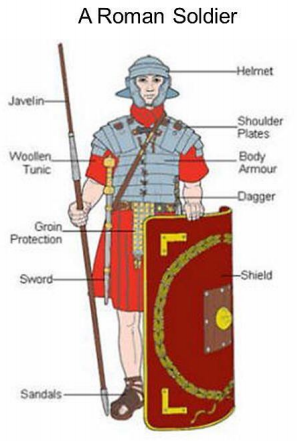 A Roman Soldier
Helmet
Javelin
Shoulder
Plates
Woollen
Tunic
Body
Armour
Dagger
Groin
Protection
Sword
Shield
Sandals